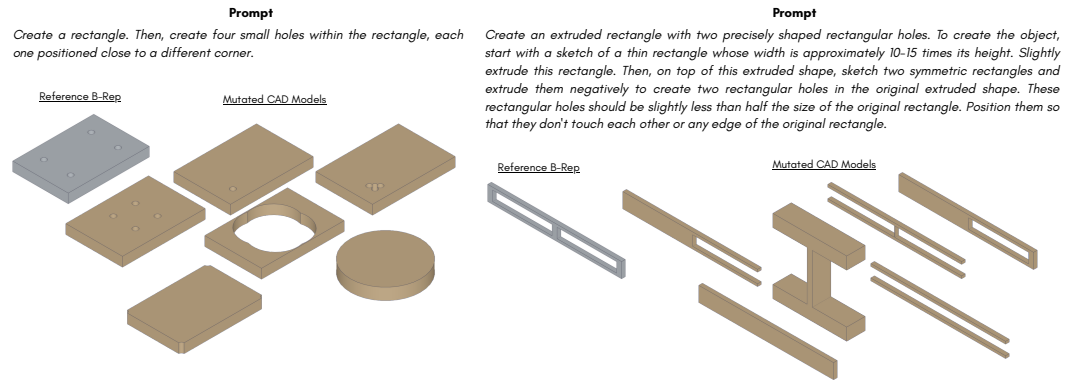 Prompt
Create a rectangle. Then, create four small holes within the rectangle, each
one positioned close to a different corner.
Reference B-Rep
Mutated CAD Models
Prompt
Create an extruded rectangle with two precisely shaped rectangular holes. To create the object,
start with a sketch of a thin rectangle whose width is approximately 10-15 times its height. Slightly
extrude this rectangle. Then, on top of this extruded shape, sketch two symmetric rectangles and
extrude them negatively to create two rectangular holes in the original extruded shape. These
rectangular holes should be slightly less than half the size of the original rectangle. Position them so
that they don't touch each other or any edge of the original rectangle.
Reference B-Rep
Mutated CAD Models